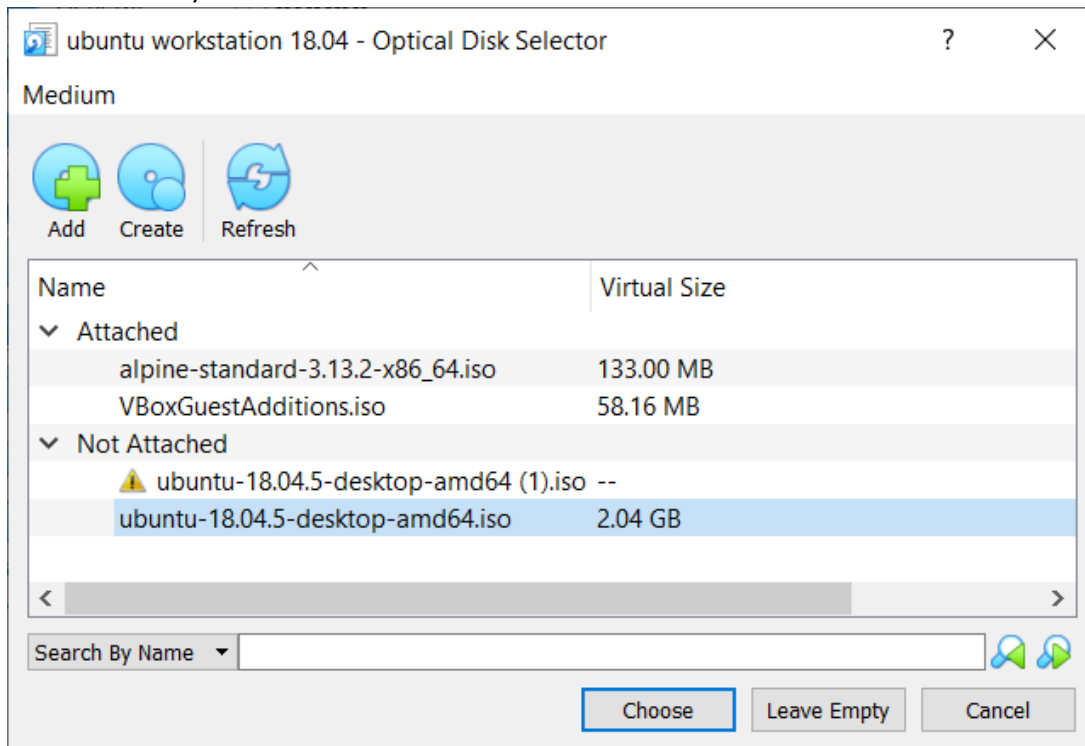 ubuntu workstation 18.04 - Optical Disk Selector ?
Medium
Add Create Refresh
Name Virtual Size
Attached
alpine-standard-3.13.2-x86_64.iso 133.00 MB
VBoxGuestAdditions.iso 58.16 MB
Not Attached
ubuntu-18.04.5-desktop-amd64 (1).iso --
ubuntu-18.04.5-desktop-amd64.iso 2.04 GB
Search By Name
Choose Leave Empty Cancel